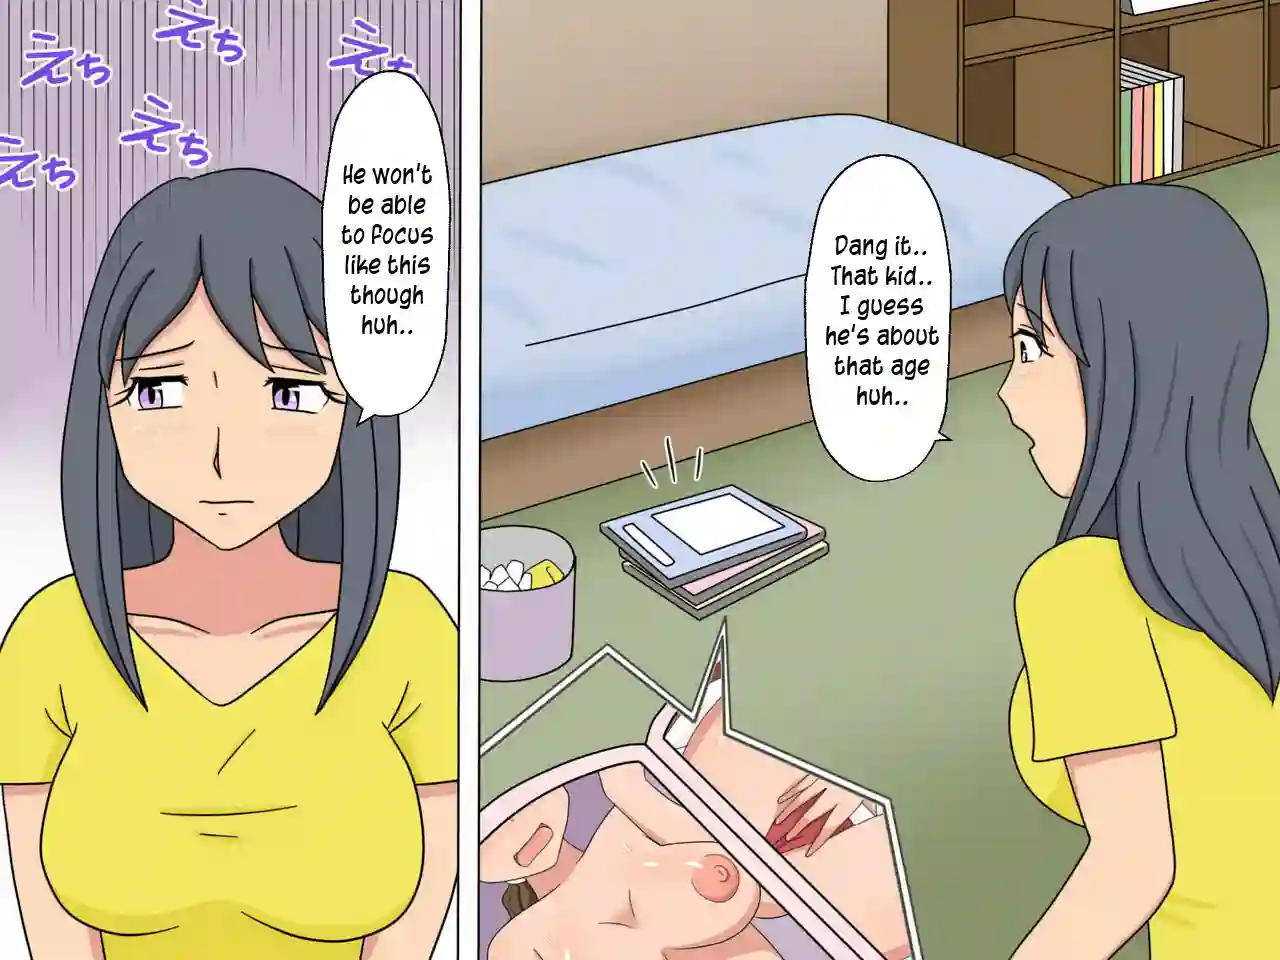 えち
えち
えち
えち
えち
He won't
be able
to focus
like this
though
huh..
Dang it..
That kid..
I guess
he's about
that age
huh..